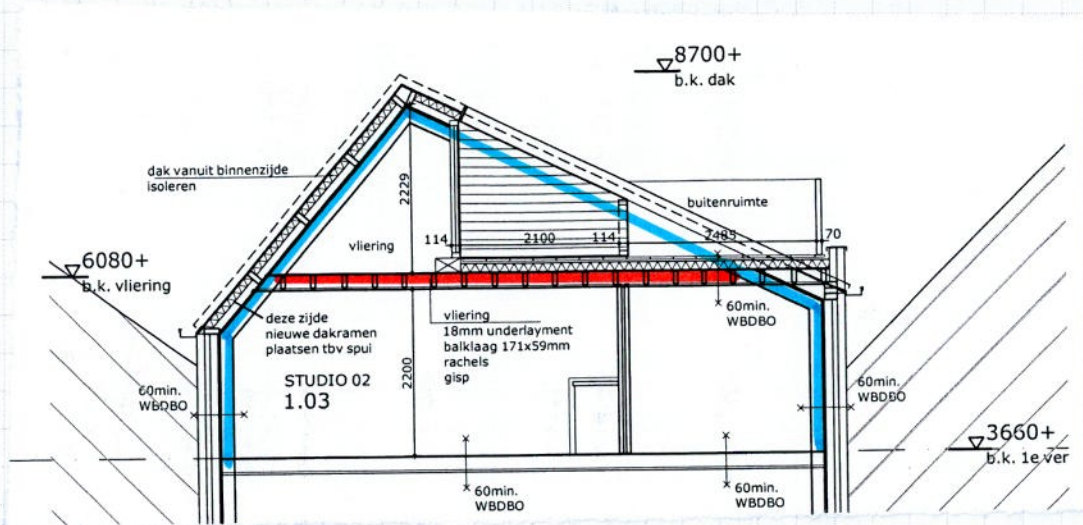 8700+
b.k. dak
dak vanuit binnenzijde
isoleren
buitenruimte
2229
114
2100
114
2485
70
vliering
6080+
b.k. vliering
deze zijde
nieuwe dakramen
plaatsen tbv spui
vliering
18mm underlayment
balklaag 171x59mm
rachels
gisp
60min.
WBDBO
2200
STUDIO 02
1.03
60min.
WBDBO
60min.
WBDBO
3660+
b.k. 1e ver
60min.
WBDBO
60min.
WBDBO